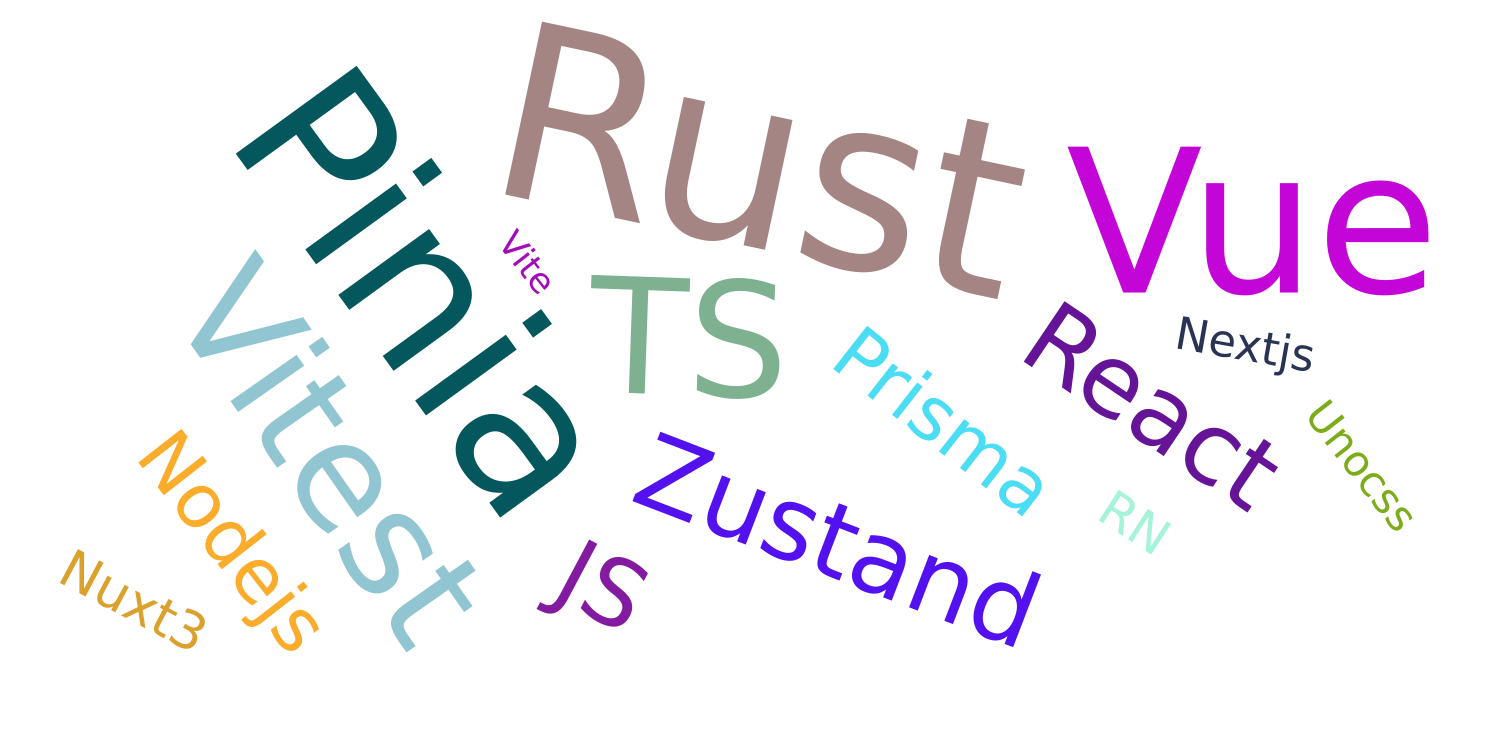 Rust
Pinia
Vue
Vite
TS
Vitest
React
Nextjs
Prisma
Unocss
Zustand
Nodejs
RN
JS
Nuxt3